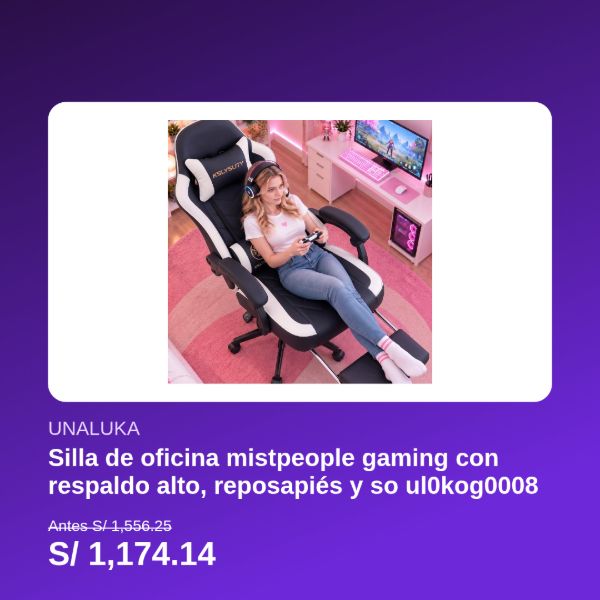 KSLYSUTY
UNALUKA
Silla de oficina mistpeople gaming con
respaldo alto, reposapiés y so ul0kog0008
Antes S/ 1,556.25
S/ 1,174.14